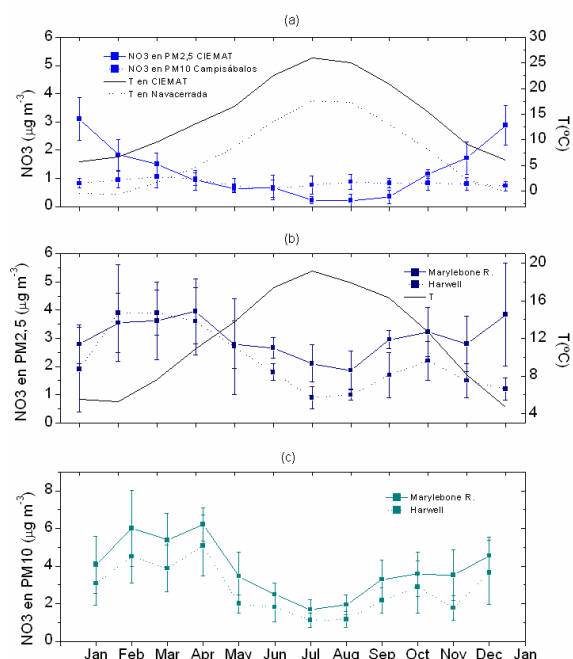 (a)
6
5
4
3
2
1
0
NO3 (µg m-3)
NO3 en PM2,5 CIEMAT
NO3 en PM10 Campisábalos
T en CIEMAT
T en Navacerrada
30
25
20
15
10
5
0
T(ºC)
(b)
6
5
4
3
2
1
0
NO3 en PM2,5 (µg m-3)
Marylebone R.
Harwell
T
20
16
12
8
4
T(ºC)
(c)
10
8
6
4
2
0
NO3 en PM10 (µg m-3)
Marylebone R.
Harwell
Jan Feb Mar Apr May Jun Jul Aug Sep Oct Nov Dec Jan